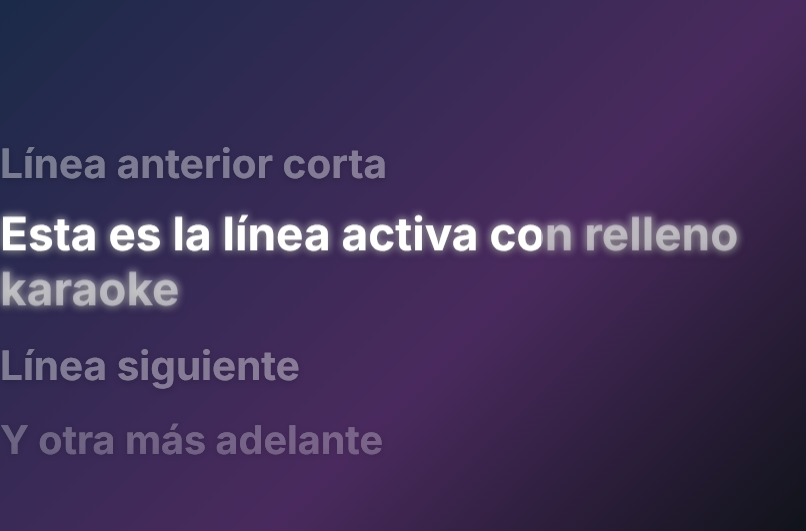 Línea anterior corta
Esta es la línea activa con relleno
karaoke
Línea siguiente
Y otra más adelante